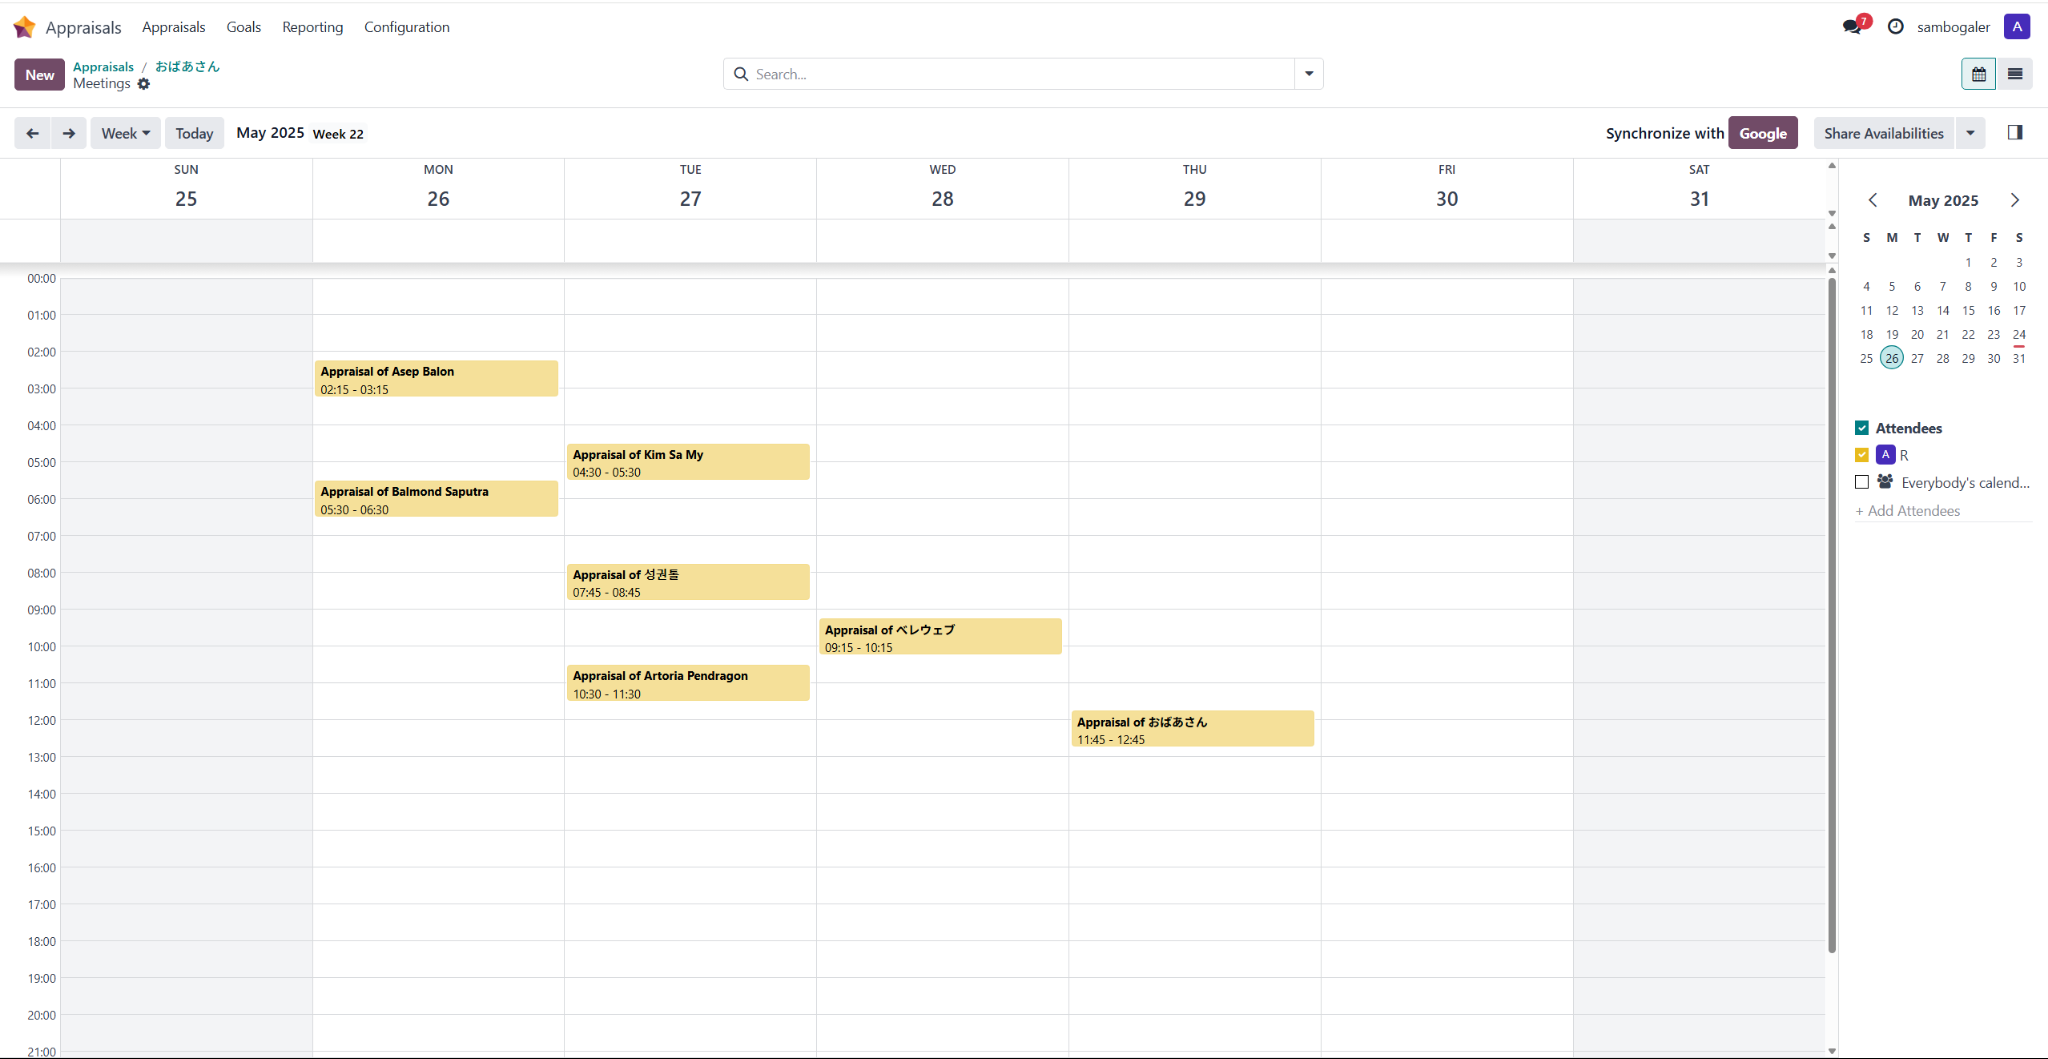 Appraisals Appraisals Goals Reporting Configuration 7 sambogaler A
New Appraisals / おばあさん
Meetings
Search...
Week Today May 2025 Week 22 Synchronize with Google Share Availabilities
SUN MON TUE WED THU FRI SAT
25 26 27 28 29 30 31
00:00
01:00
02:00
Appraisal of Asep Balon
02:15 - 03:15
03:00
04:00
Appraisal of Kim Sa My
04:30 - 05:30
05:00
Appraisal of Balmond Saputra
05:30 - 06:30
06:00
07:00
Appraisal of 성권톨
07:45 - 08:45
08:00
09:00
Appraisal of ベレウェブ
09:15 - 10:15
10:00
Appraisal of Artoria Pendragon
10:30 - 11:30
11:00
Appraisal of おばあさん
11:45 - 12:45
12:00
13:00
14:00
15:00
16:00
17:00
18:00
19:00
20:00
21:00
May 2025
S M T W T F S
1 2 3
4 5 6 7 8 9 10
11 12 13 14 15 16 17
18 19 20 21 22 23 24
25 26 27 28 29 30 31
Attendees
A R
Everybody's calend...
+ Add Attendees